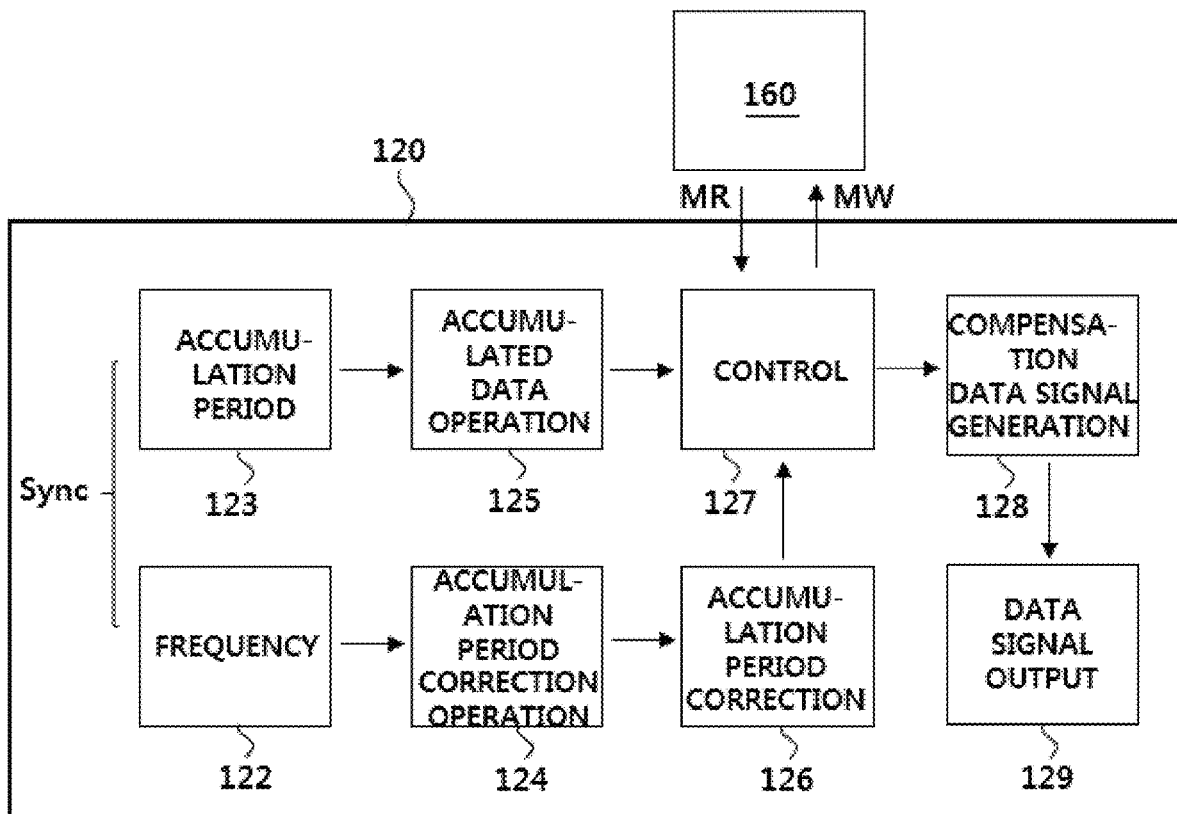 160
120
MR
MW
ACCUMU-
LATION
PERIOD
ACCUMU-
LATED
DATA
OPERATION
CONTROL
COMPENSA-
TION
DATA SIGNAL
GENERATION
Sync
123
125
127
128
FREQUENCY
ACCUMUL-
ATION
PERIOD
CORRECTION
OPERATION
ACCUMU-
LATION
PERIOD
CORRECTION
DATA
SIGNAL
OUTPUT
122
124
126
129